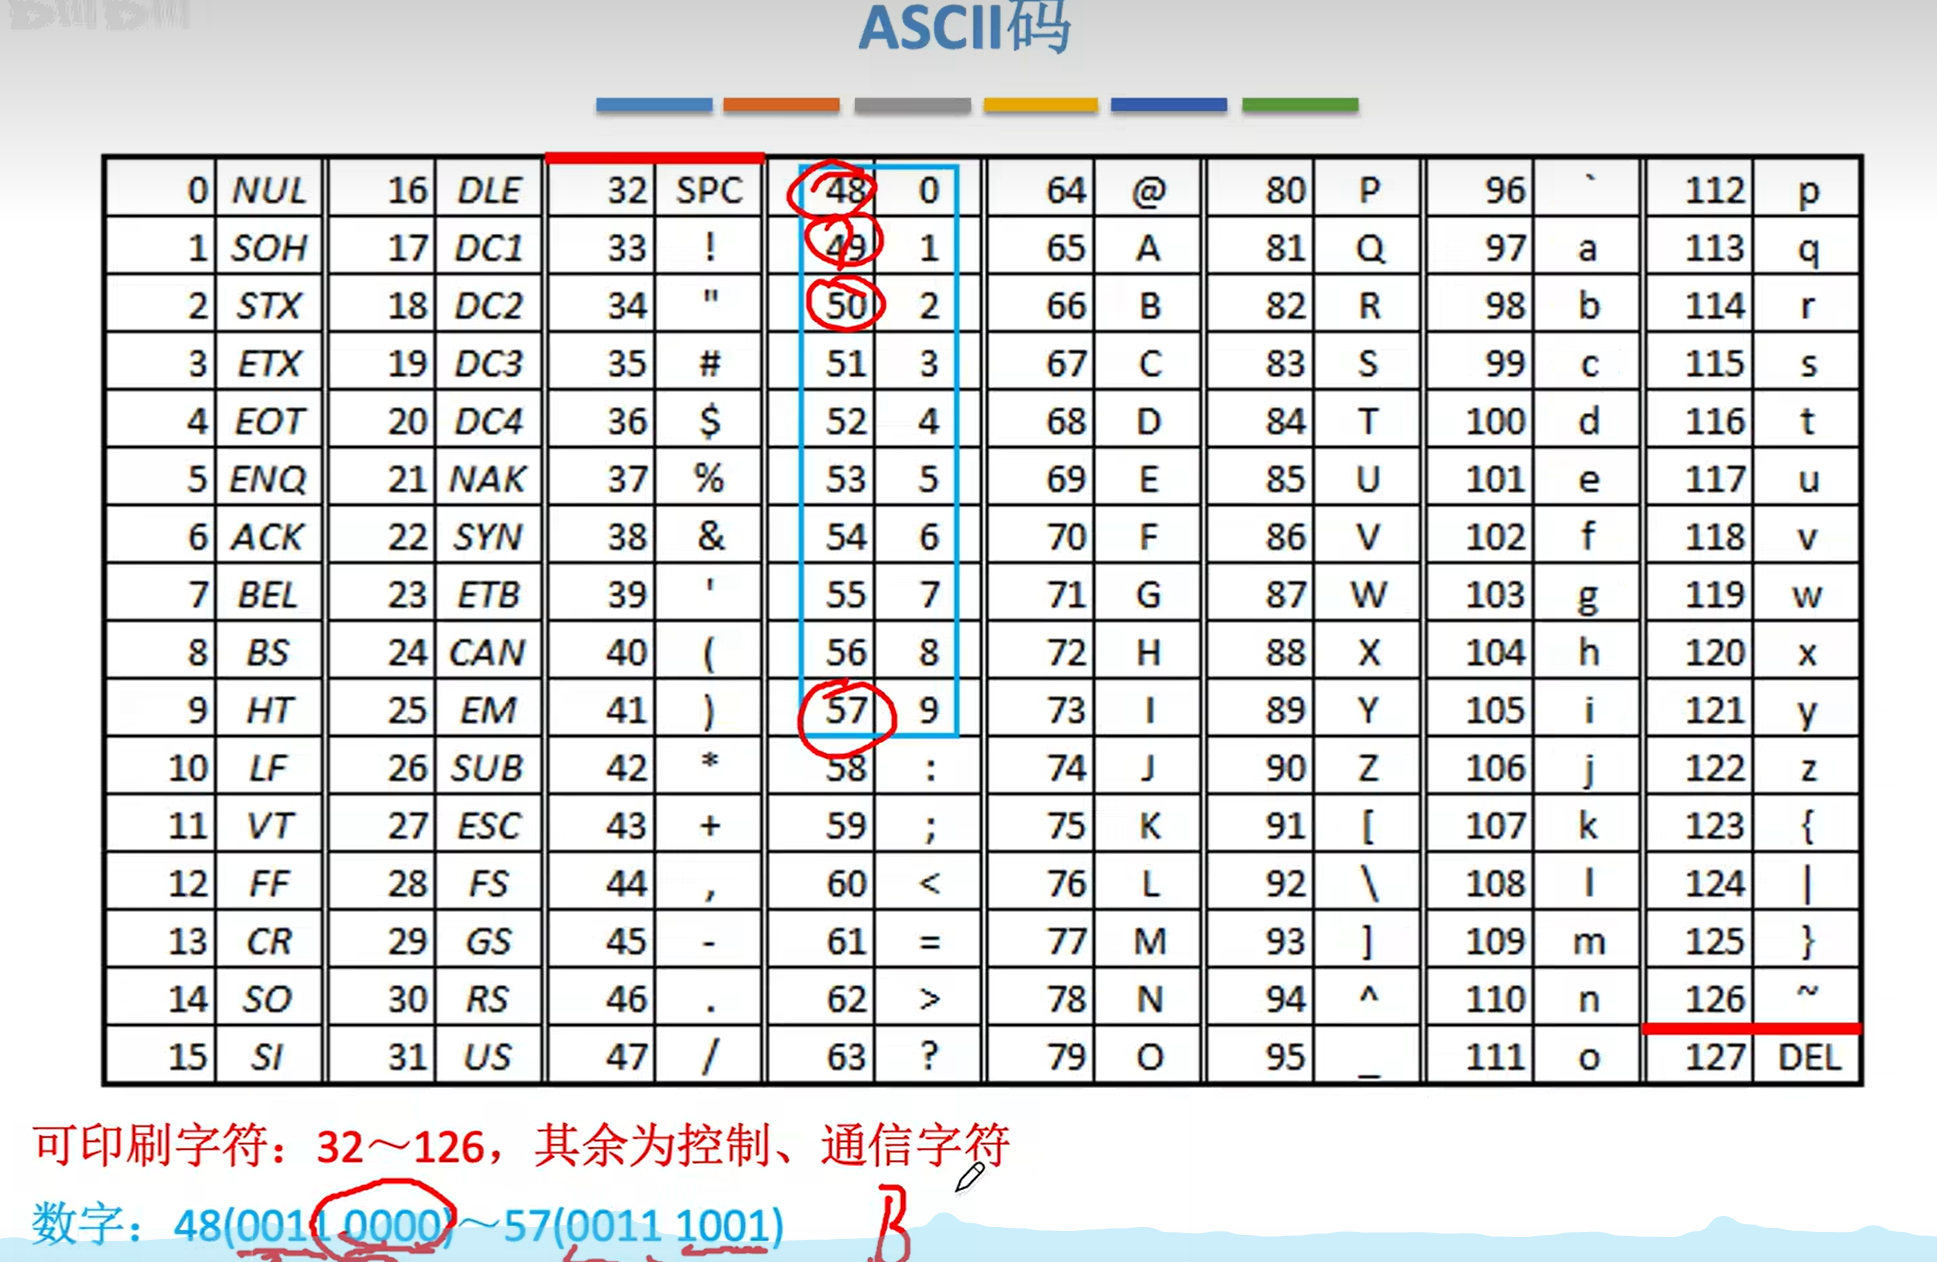 ASCII码
0 NUL 16 DLE 32 SPC 48 0 64 @ 80 P 96 ` 112 p
1 SOH 17 DC1 33 ! 49 1 65 A 81 Q 97 a 113 q
2 STX 18 DC2 34 " 50 2 66 B 82 R 98 b 114 r
3 ETX 19 DC3 35 # 51 3 67 C 83 S 99 c 115 s
4 EOT 20 DC4 36 $ 52 4 68 D 84 T 100 d 116 t
5 ENQ 21 NAK 37 % 53 5 69 E 85 U 101 e 117 u
6 ACK 22 SYN 38 & 54 6 70 F 86 V 102 f 118 v
7 BEL 23 ETB 39 ' 55 7 71 G 87 W 103 g 119 w
8 BS 24 CAN 40 ( 56 8 72 H 88 X 104 h 120 x
9 HT 25 EM 41 ) 57 9 73 I 89 Y 105 i 121 y
10 LF 26 SUB 42 * 58 : 74 J 90 Z 106 j 122 z
11 VT 27 ESC 43 + 59 ; 75 K 91 [ 107 k 123 {
12 FF 28 FS 44 , 60 < 76 L 92 \ 108 l 124 |
13 CR 29 GS 45 - 61 = 77 M 93 ] 109 m 125 }
14 SO 30 RS 46 . 62 > 78 N 94 ^ 110 n 126 ~
15 SI 31 US 47 / 63 ? 79 O 95 _ 111 o 127 DEL
可印刷字符：32～126，其余为控制、通信字符
数字：48(0011 0000)～57(0011 1001) B